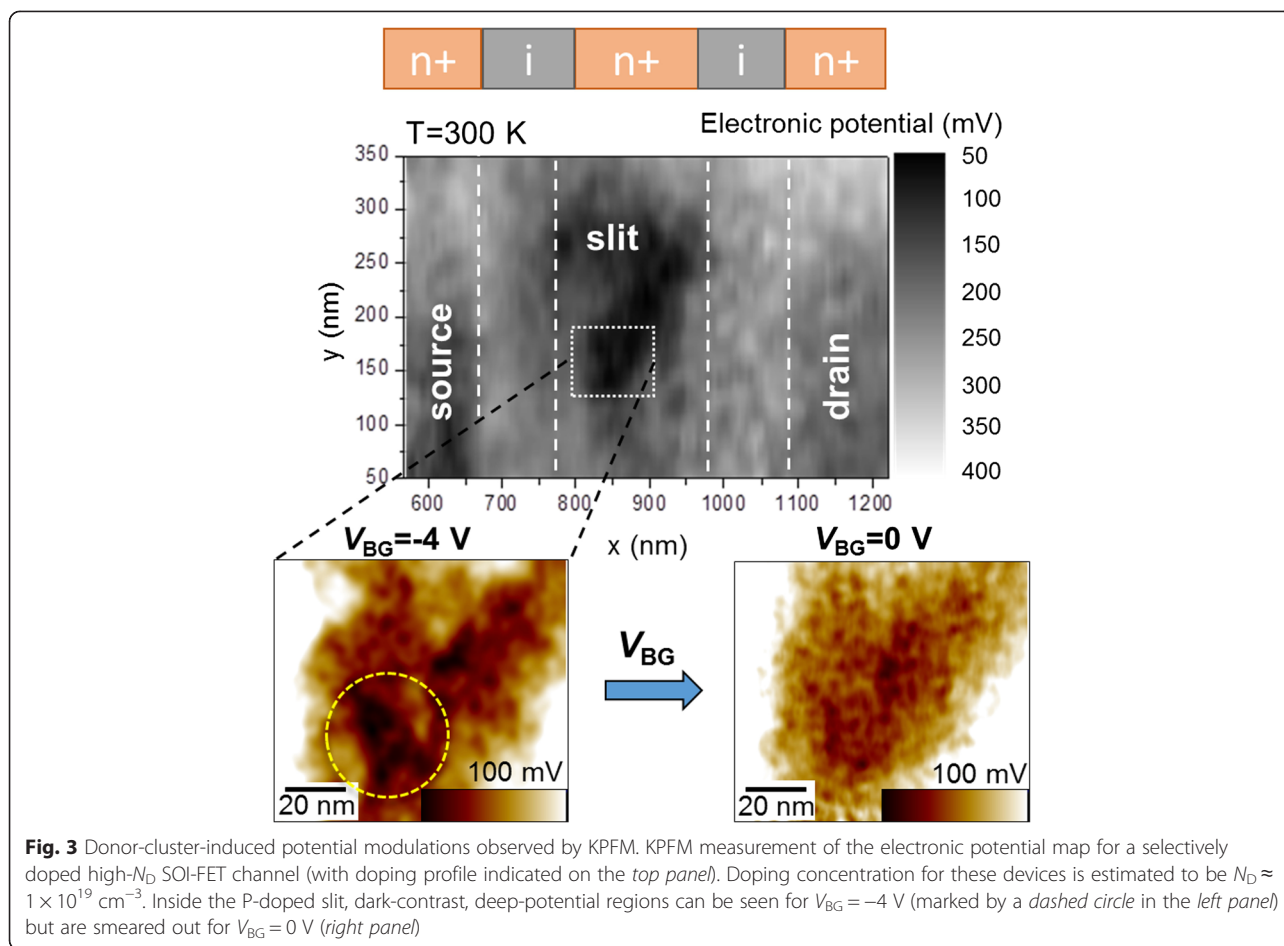 n+ i n+ i n+
T=300 K
Electronic potential (mV)
350
300
250
200
150
100
50
y (nm)
source
slit
drain
50
100
150
200
250
300
350
400
600 700 800 900 1000 1100 1200
x (nm)
VBG=-4 V
VBG=0 V
VBG
20 nm
100 mV
20 nm
100 mV
Fig. 3 Donor-cluster-induced potential modulations observed by KPFM. KPFM measurement of the electronic potential map for a selectively
doped high-ND SOI-FET channel (with doping profile indicated on the top panel). Doping concentration for these devices is estimated to be ND ≈
1 × 10¹⁹ cm⁻³. Inside the P-doped slit, dark-contrast, deep-potential regions can be seen for VBG = −4 V (marked by a dashed circle in the left panel)
but are smeared out for VBG = 0 V (right panel)